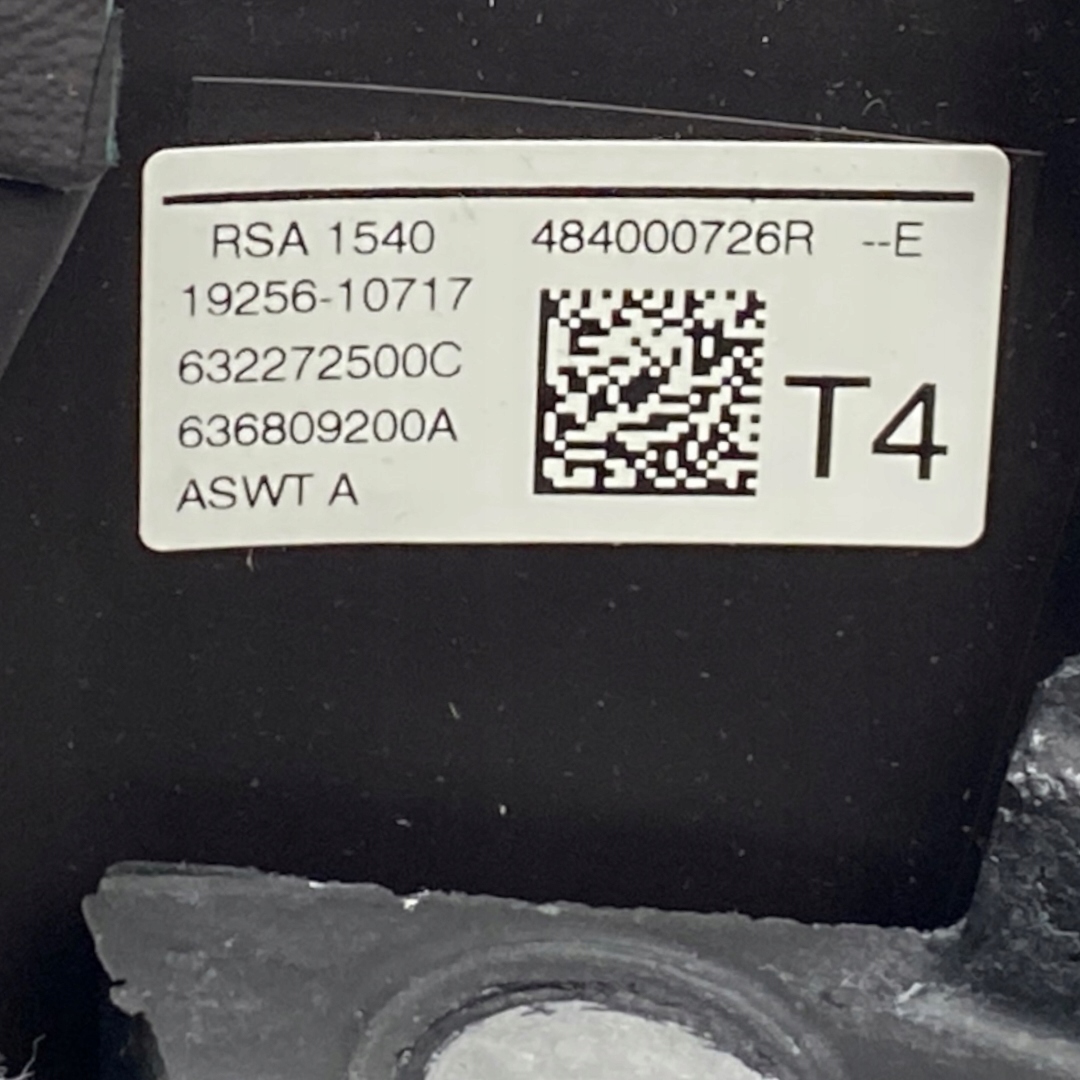 RSA 1540 484000726R --E
19256-10717
632272500C
636809200A
T4
ASWT A